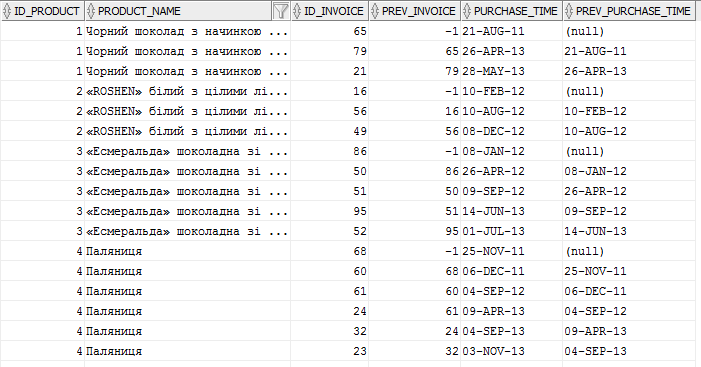 ID_PRODUCT PRODUCT_NAME ID_INVOICE PREV_INVOICE PURCHASE_TIME PREV_PURCHASE_TIME
1 Чорний шоколад з начинкою ... 65 -1 21-AUG-11 (null)
1 Чорний шоколад з начинкою ... 79 65 26-APR-13 21-AUG-11
1 Чорний шоколад з начинкою ... 21 79 28-MAY-13 26-APR-13
2 «ROSHEN» білий з цілими лі... 16 -1 10-FEB-12 (null)
2 «ROSHEN» білий з цілими лі... 56 16 10-AUG-12 10-FEB-12
2 «ROSHEN» білий з цілими лі... 49 56 08-DEC-12 10-AUG-12
3 «Есмеральда» шоколадна зі ... 86 -1 08-JAN-12 (null)
3 «Есмеральда» шоколадна зі ... 50 86 26-APR-12 08-JAN-12
3 «Есмеральда» шоколадна зі ... 51 50 09-SEP-12 26-APR-12
3 «Есмеральда» шоколадна зі ... 95 51 14-JUN-13 09-SEP-12
3 «Есмеральда» шоколадна зі ... 52 95 01-JUL-13 14-JUN-13
4 Паляниця 68 -1 25-NOV-11 (null)
4 Паляниця 60 68 06-DEC-11 25-NOV-11
4 Паляниця 61 60 04-SEP-12 06-DEC-11
4 Паляниця 24 61 09-APR-13 04-SEP-12
4 Паляниця 32 24 04-SEP-13 09-APR-13
4 Паляниця 23 32 03-NOV-13 04-SEP-13